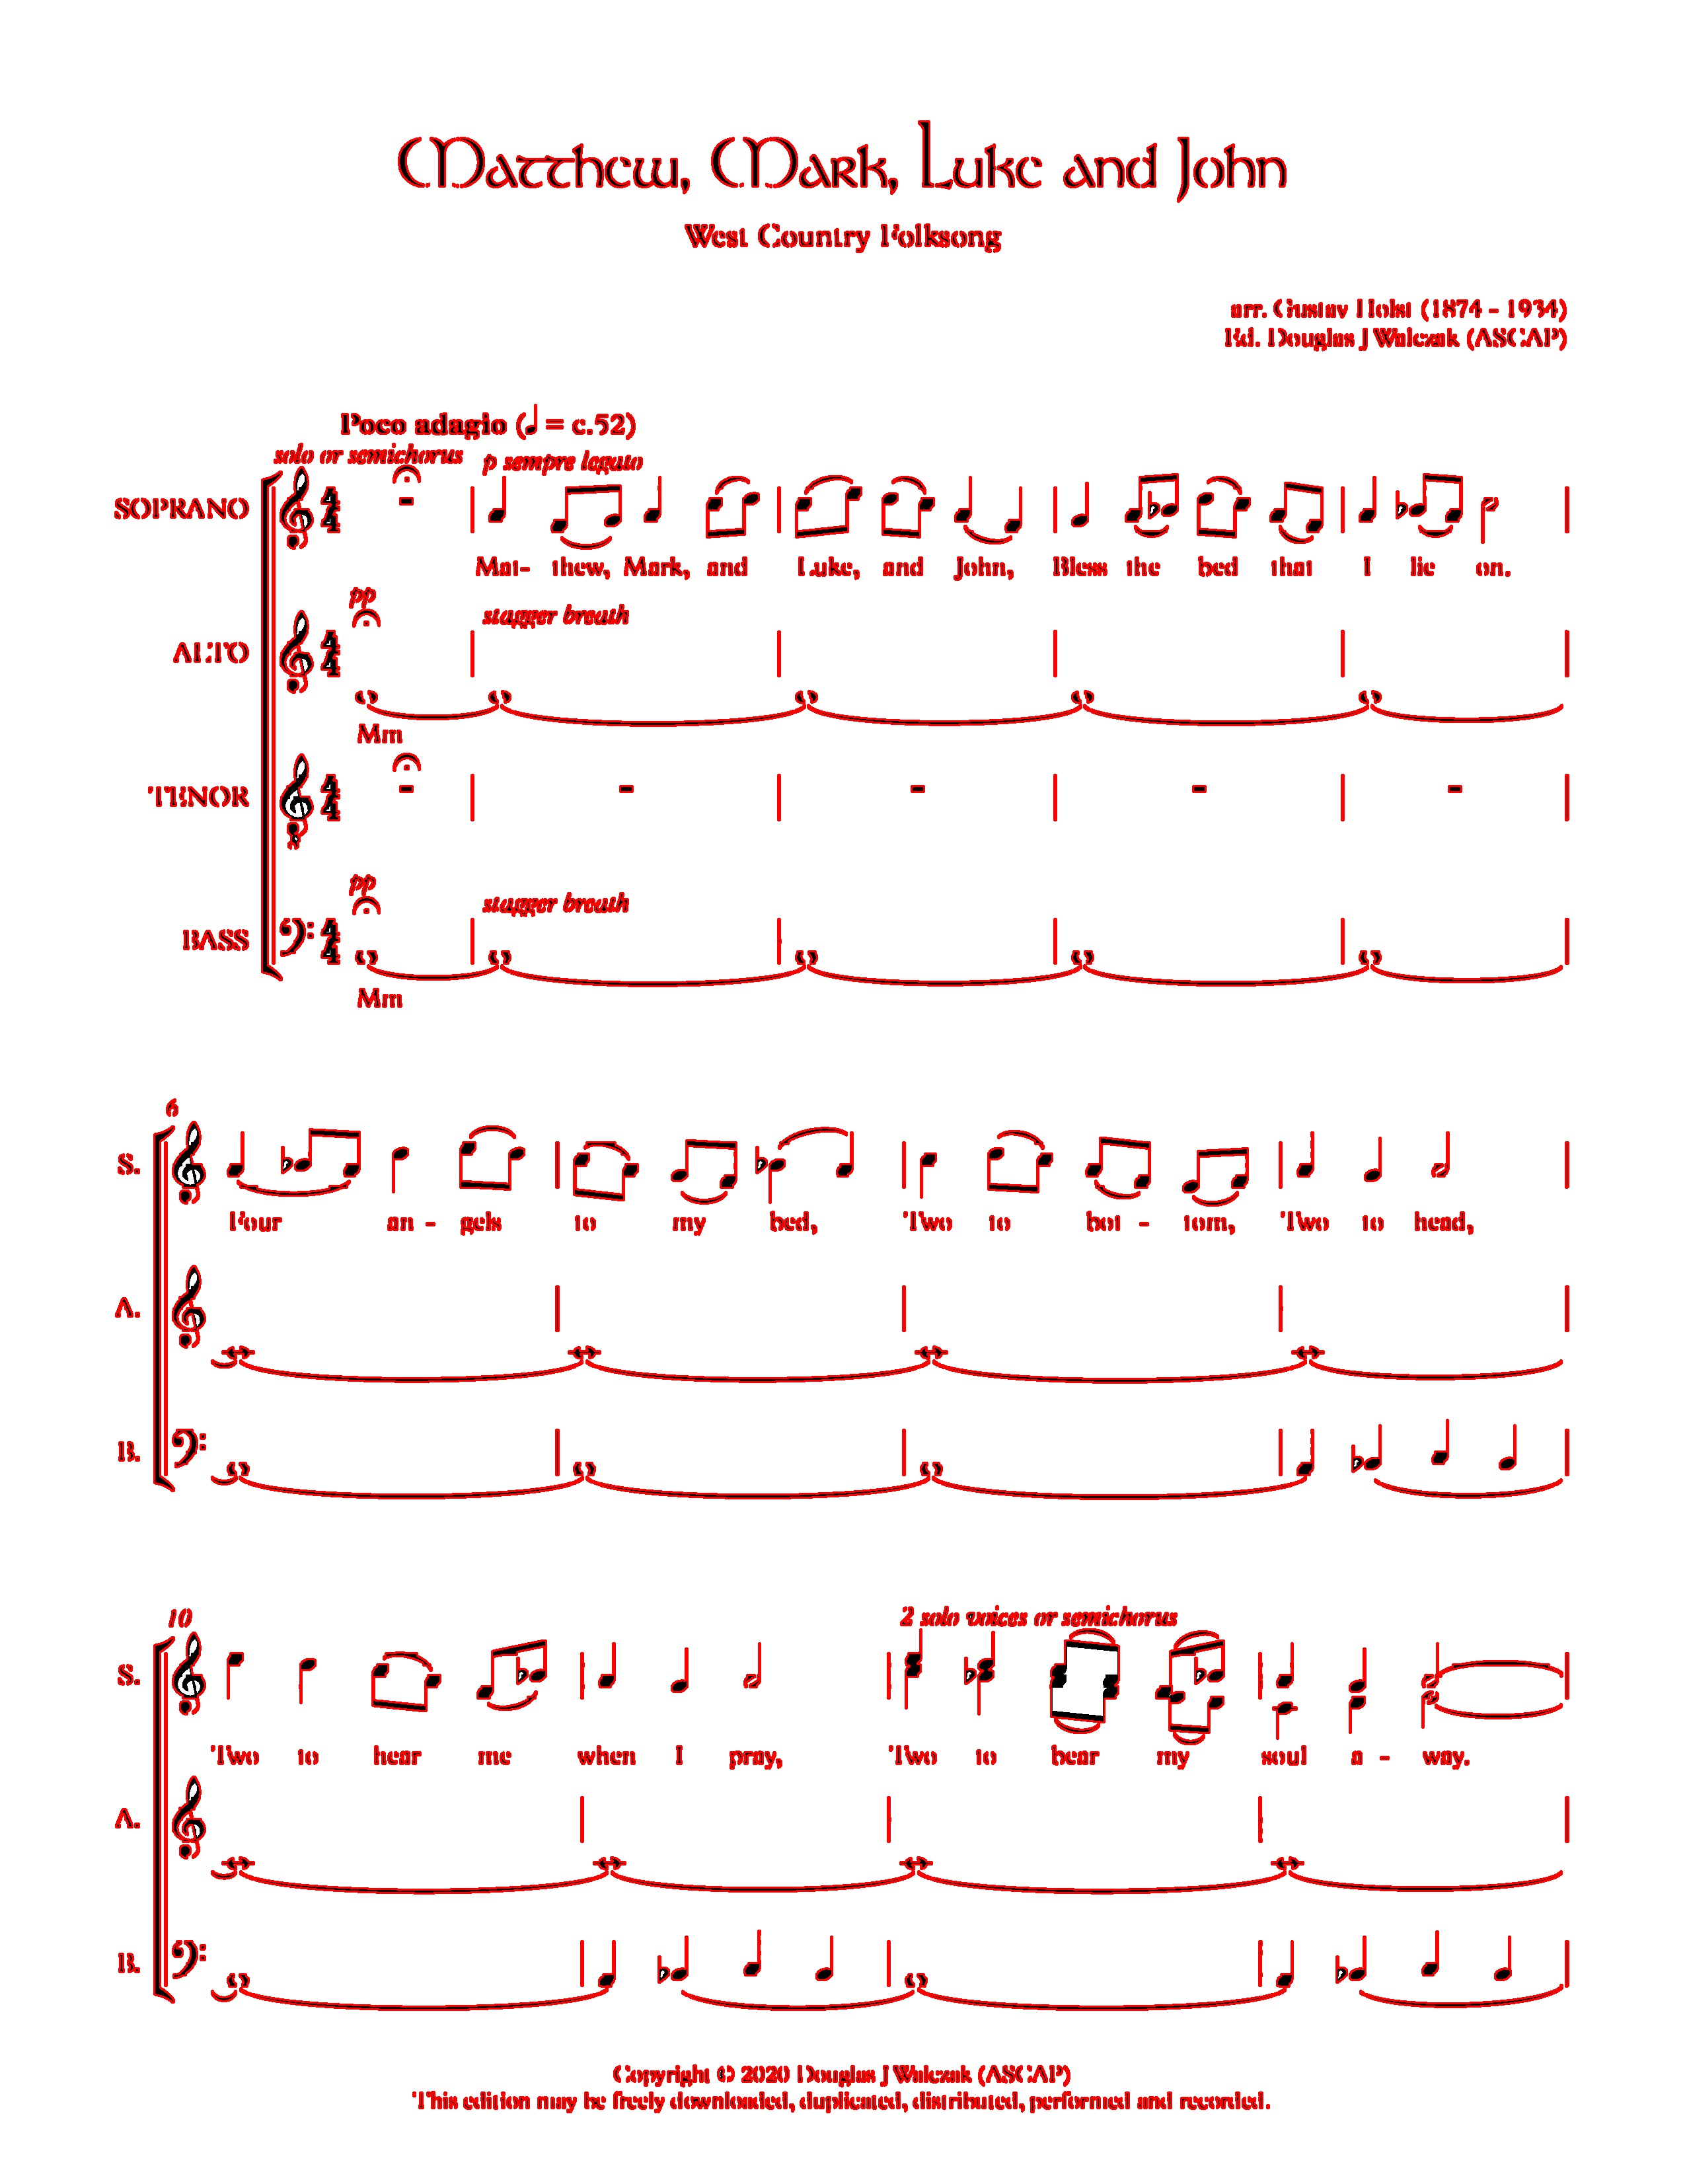 Matthew, Mark, Luke and John
West Country Folksong
arr. Gustav Holst (1874 - 1934)
Ed. Douglas J Walczak (ASCAP)
Poco adagio (♩ = c.52)
solo or semichorus p sempre legato
SOPRANO
Mat- thew, Mark, and Luke, and John, Bless the bed that I lie on.
pp stagger breath
ALTO
Mm
TENOR
pp stagger breath
BASS
Mm
6
S.
Four an - gels to my bed, Two to bot - tom, Two to head,
A.
B.
10 2 solo voices or semichorus
S.
Two to hear me when I pray, Two to bear my soul a - way.
A.
B.
Copyright © 2020 Douglas J Walczak (ASCAP)
This edition may be freely downloaded, duplicated, distributed, performed and recorded.